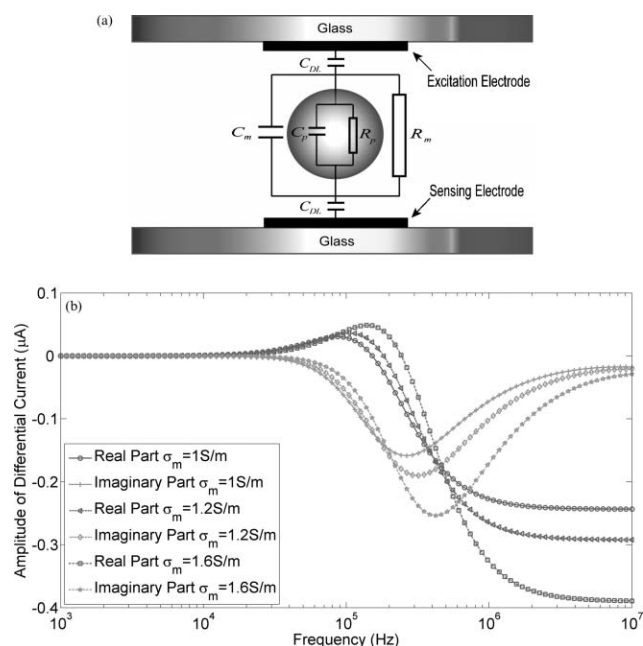 (a)
Glass
C_DL
Excitation Electrode
C_m
C_p
R_p
R_m
C_DL
Sensing Electrode
Glass
(b)
0.1
0
-0.1
-0.2
-0.3
-0.4
Amplitude of Differential Current (μA)
Real Part σ_m=1S/m
Imaginary Part σ_m=1S/m
Real Part σ_m=1.2S/m
Imaginary Part σ_m=1.2S/m
Real Part σ_m=1.6S/m
Imaginary Part σ_m=1.6S/m
10^3
10^4
10^5
10^6
10^7
Frequency (Hz)